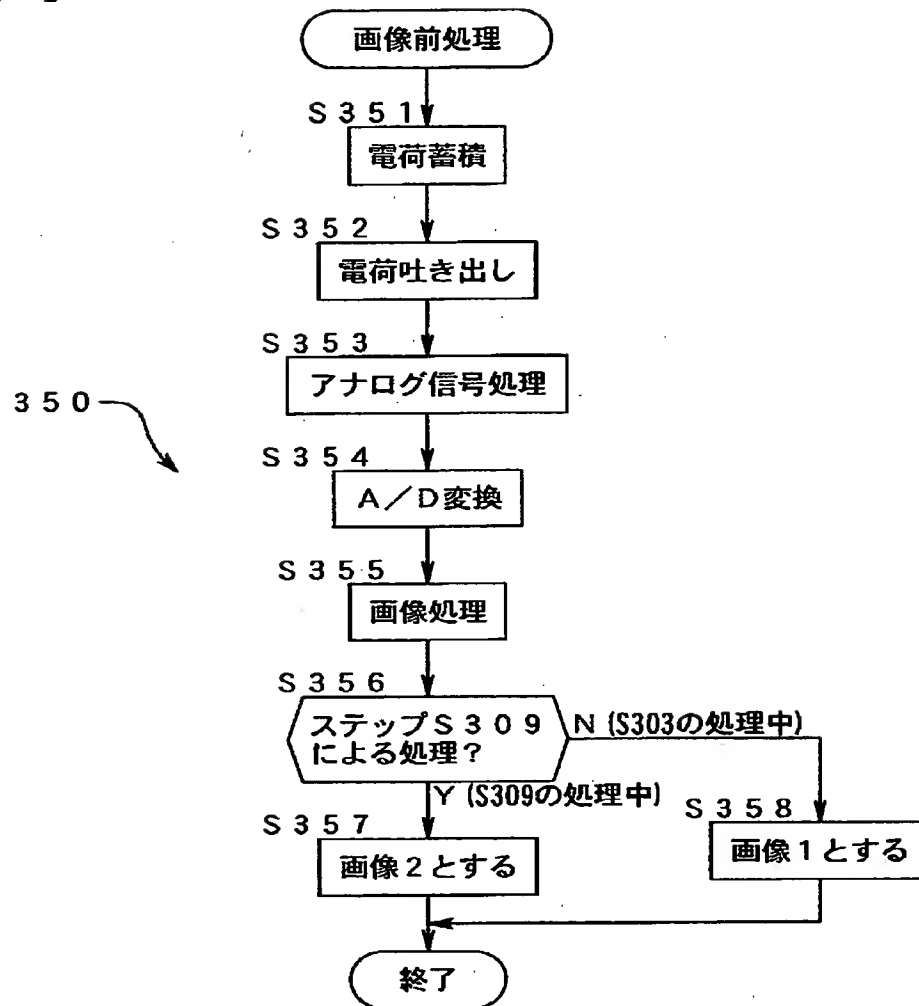 画像前処理
S351
電荷蓄積
S352
電荷吐き出し
S353
アナログ信号処理
350
S354
A／D変換
S355
画像処理
S356
ステップS309
による処理？
N (S303の処理中)
Y (S309の処理中)
S357
画像2とする
S358
画像1とする
終了